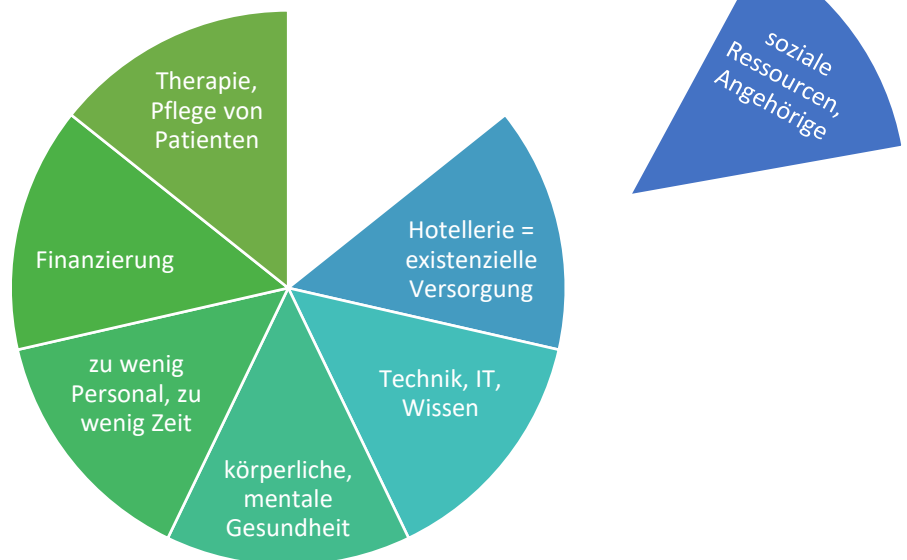 soziale
Ressourcen,
Angehörige
Therapie,
Pflege von
Patienten
Hotellerie =
existenzielle
Versorgung
Finanzierung
zu wenig
Personal, zu
wenig Zeit
Technik, IT,
Wissen
körperliche,
mentale
Gesundheit